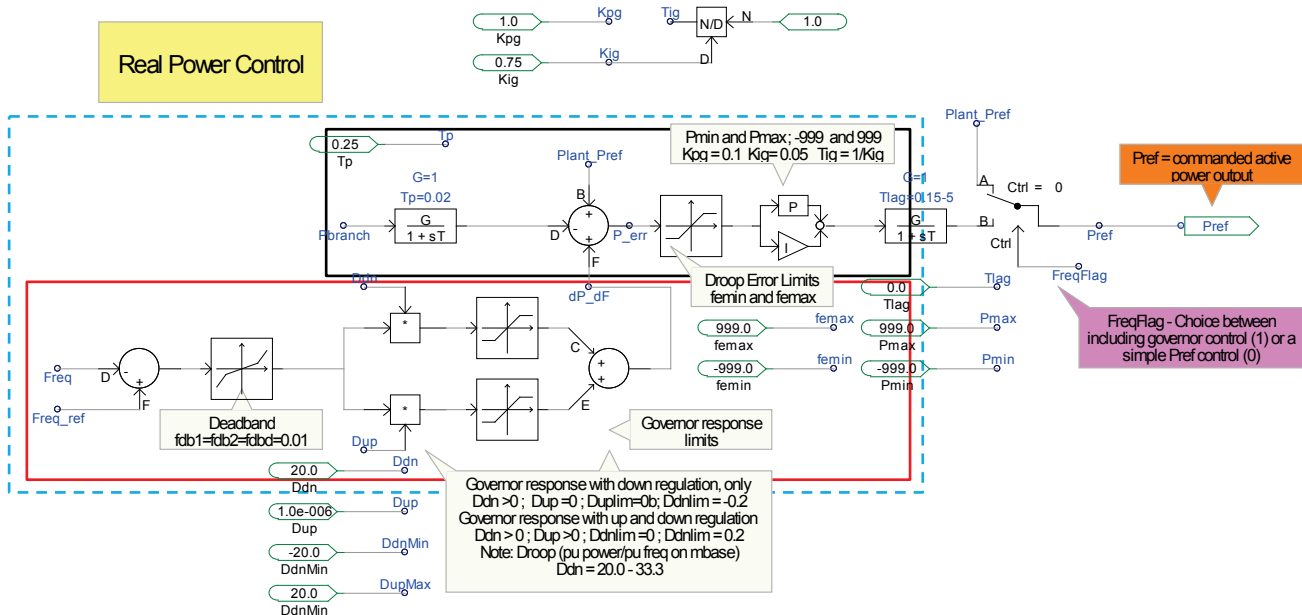 Real Power Control
1.0
Kpg
Kpg
Tig
N/D
N
D
1.0
0.75
Kig
Kig
0.25
Tp
Tp
Plant_Pref
Pmin and Pmax; -999 and 999
Kpg = 0.1 Kig= 0.05 Tig = 1/Kig
Plant_Pref
Pref = commanded active
power output
G=1
Tp=0.02
G
1 + sT
Pbranch
D
-
+
+
B
F
P_err
P
I
G=1
Tlag=0.15-5
G
1 + sT
A
B
Ctrl = 0
Ctrl
Pref
Pref
FreqFlag
Droop Error Limits
femin and femax
Ddn
dP_dF
0.0
Tlag
Tlag
999.0
femax
femax
999.0
Pmax
Pmax
-999.0
femin
femin
-999.0
Pmin
Pmin
FreqFlag - Choice between
including governor control (1) or a
simple Pref control (0)
Freq
D
-
+
F
Freq_ref
Deadband
fdb1=fdb2=fdbd=0.01
*
*
C
+
+
E
Governor response
limits
Dup
20.0
Ddn
Ddn
1.0e-006
Dup
Dup
-20.0
DdnMin
DdnMin
20.0
DdnMin
DupMax
Governor response with down regulation, only
Ddn >0 ; Dup =0 ; Duplim=0b; Ddnlim = -0.2
Governor response with up and down regulation
Ddn > 0 ; Dup >0 ; Ddnlim =0 ; Ddnlim = 0.2
Note: Droop (pu power/pu freq on mbase)
Ddn = 20.0 - 33.3